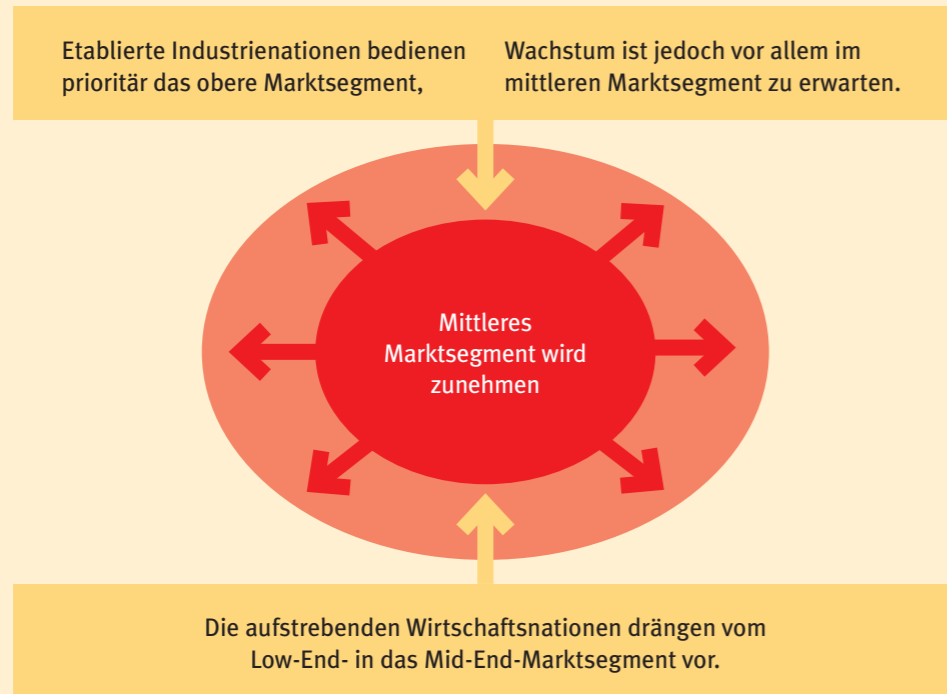 Etablierte Industrienationen bedienen
prioritär das obere Marktsegment,
Wachstum ist jedoch vor allem im
mittleren Marktsegment zu erwarten.
Mittleres
Marktsegment wird
zunehmen
Die aufstrebenden Wirtschaftsnationen drängen vom
Low-End- in das Mid-End-Marktsegment vor.